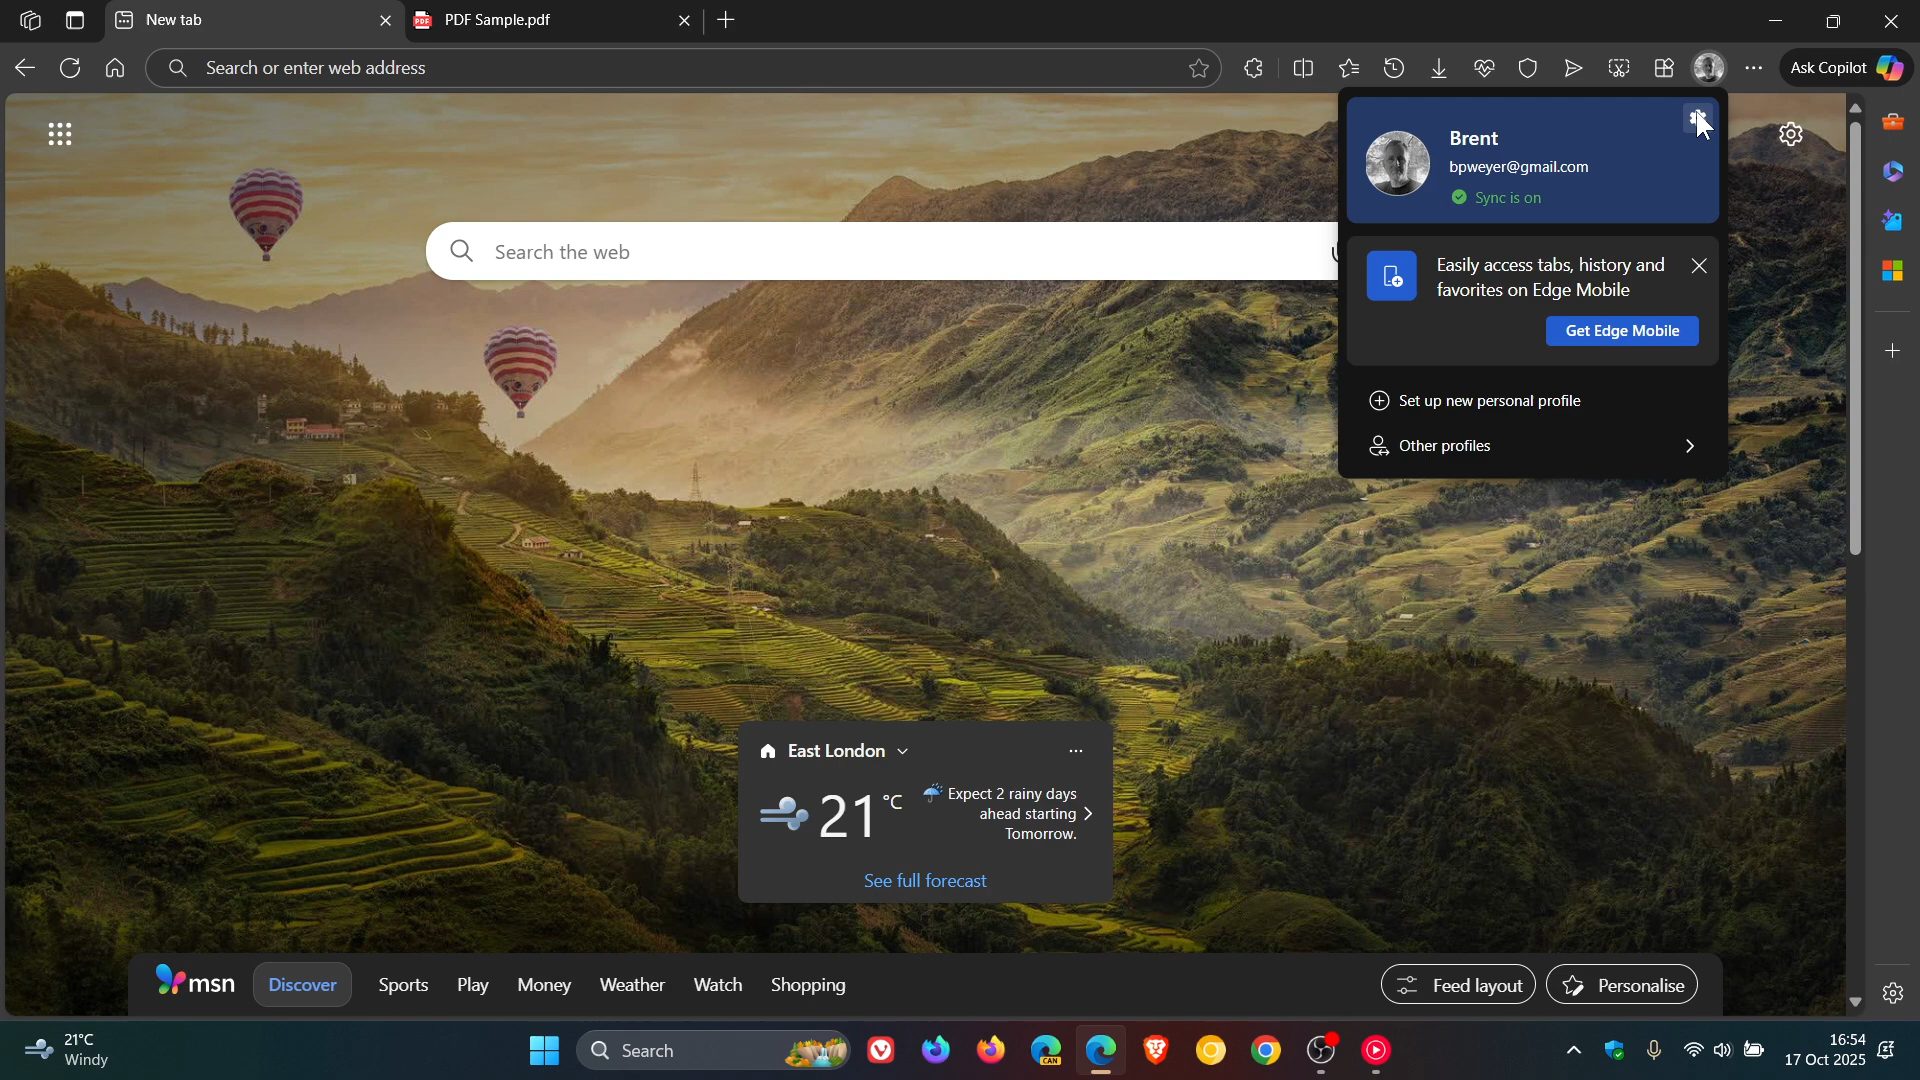 New tab
PDF Sample.pdf
Search or enter web address
Ask Copilot
Brent
bpweyer@gmail.com
Sync is on
Search the web
Easily access tabs, history and
favorites on Edge Mobile
Get Edge Mobile
Set up new personal profile
Other profiles
East London
21 °C
Expect 2 rainy days
ahead starting
Tomorrow.
See full forecast
msn
Discover
Sports
Play
Money
Weather
Watch
Shopping
Feed layout
Personalise
21°C
Windy
Search
CAN
16:54
17 Oct 2025